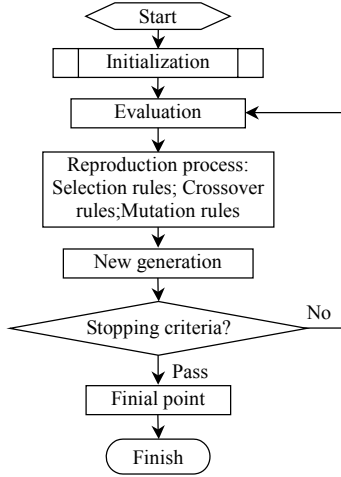 Start
Initialization
Evaluation
Reproduction process:
Selection rules; Crossover
rules;Mutation rules
New generation
Stopping criteria?
No
Pass
Finial point
Finish